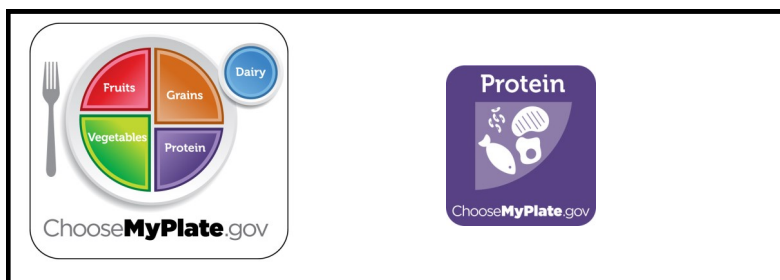 Fruits
Grains
Dairy
Vegetables
Protein
ChooseMyPlate.gov
Protein
ChooseMyPlate.gov